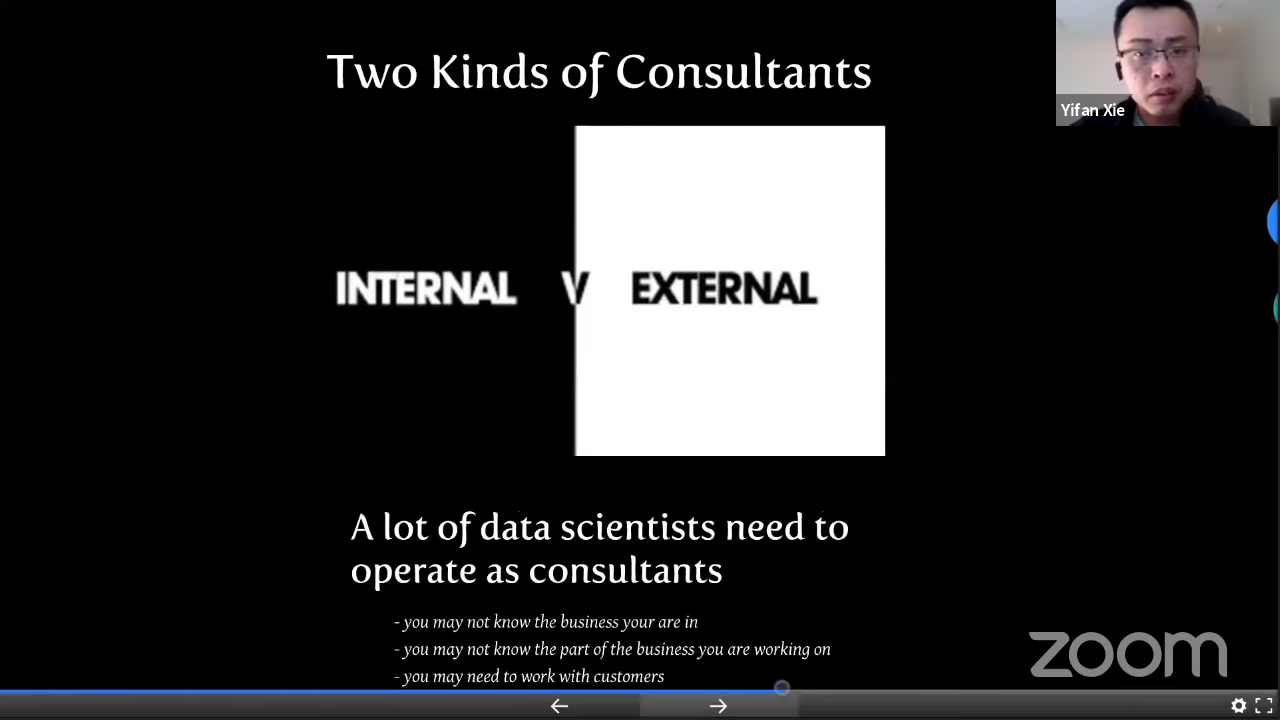 Two Kinds of Consultants
Yifan Xie
INTERNAL V EXTERNAL
A lot of data scientists need to
operate as consultants
- you may not know the business your are in
- you may not know the part of the business you are working on
- you may need to work with customers
zoom